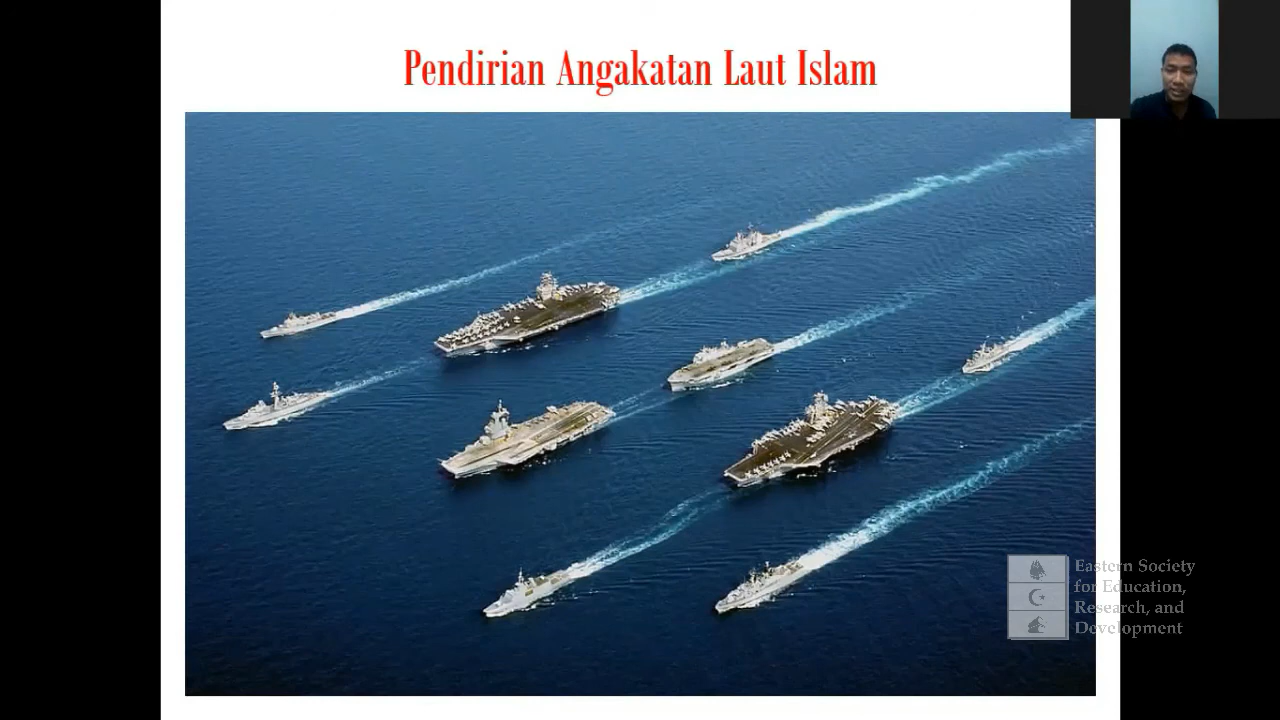 Pendirian Angakatan Laut Islam
Eastern Society
for Education,
Research, and
Development